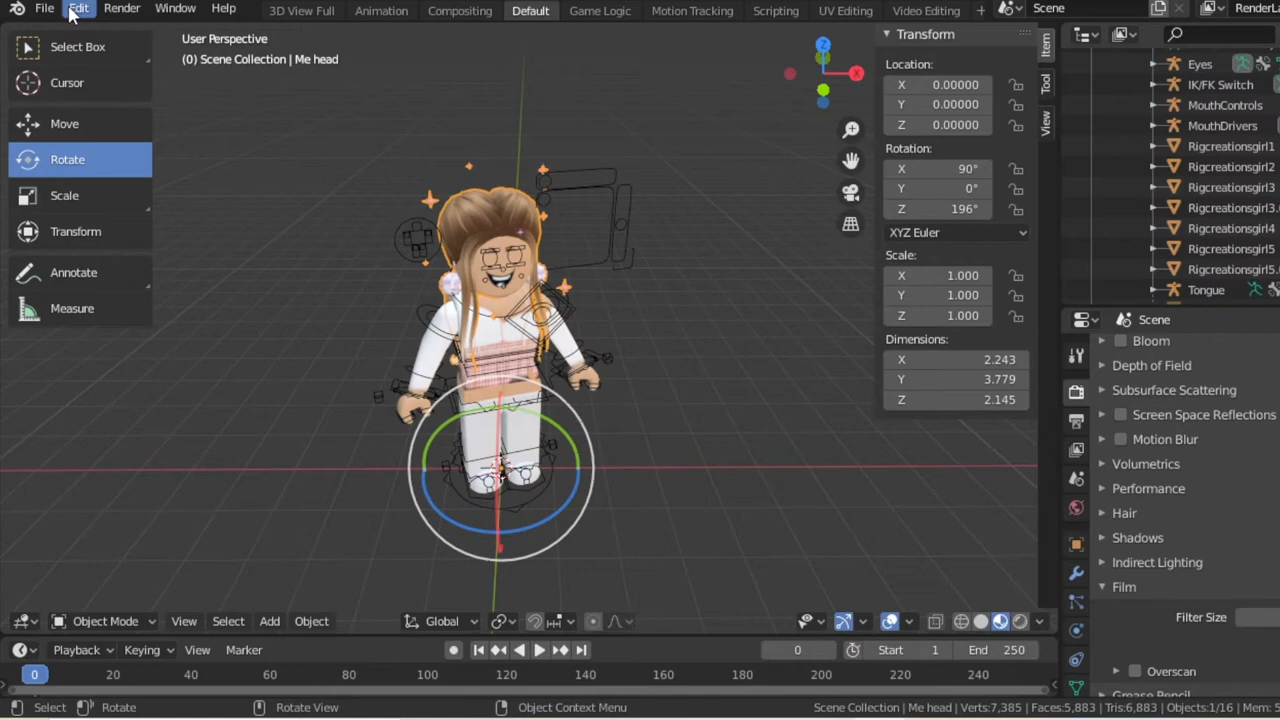 File Edit Render Window Help 3D View Full Animation Compositing Default Game Logic Motion Tracking Scripting UV Editing Video Editing + Scene
User Perspective
(0) Scene Collection | Me head
Select Box
Cursor
Move
Rotate
Scale
Transform
Annotate
Measure
Z
X
Transform
Location:
X 0.00000
Y 0.00000
Z 0.00000
Rotation:
X 90°
Y 0°
Z 196°
XYZ Euler
Scale:
X 1.000
Y 1.000
Z 1.000
Dimensions:
X 2.243
Y 3.779
Z 2.145
Item
Tool
View
Eyes
IK/FK Switch
MouthControls
MouthDrivers
Rigcreationsgirl1
Rigcreationsgirl2
Rigcreationsgirl3
Rigcreationsgirl3.
Rigcreationsgirl4
Rigcreationsgirl5
Rigcreationsgirl5.
Tongue
Scene
Bloom
Depth of Field
Subsurface Scattering
Screen Space Reflections
Motion Blur
Volumetrics
Performance
Hair
Shadows
Indirect Lighting
Film
Filter Size
Overscan
Grease Pencil
Object Mode View Select Add Object Global
Playback Keying View Marker 0 Start 1 End 250
0 20 40 60 80 100 120 140 160 180 200 220 240
Select Rotate Rotate View Object Context Menu Scene Collection | Me head | Verts:7,385 | Faces:5,883 | Tris:6,883 | Objects:1/16 | Mem: 5